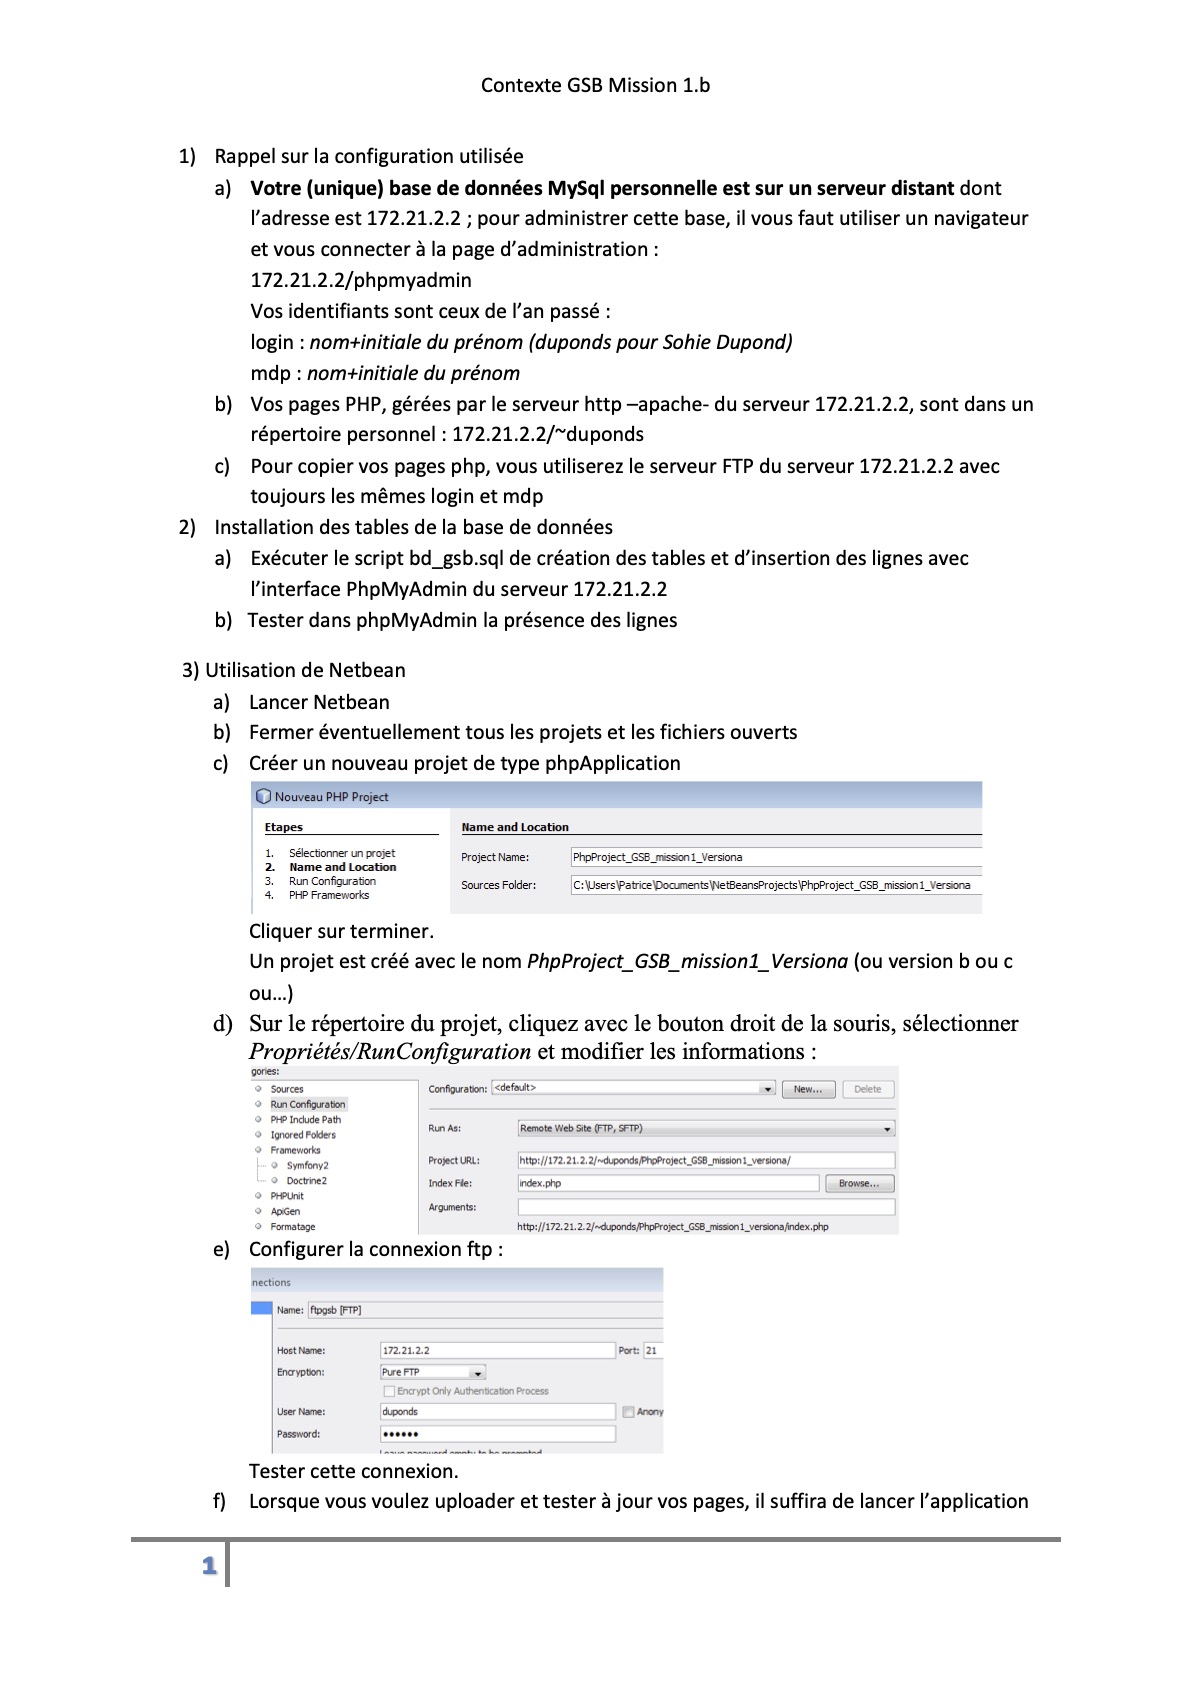 Contexte GSB Mission 1.b
1) Rappel sur la configuration utilisée
a) Votre (unique) base de données MySql personnelle est sur un serveur distant dont
l’adresse est 172.21.2.2 ; pour administrer cette base, il vous faut utiliser un navigateur
et vous connecter à la page d’administration :
172.21.2.2/phpmyadmin
Vos identifiants sont ceux de l’an passé :
login : nom+initiale du prénom (duponds pour Sohie Dupond)
mdp : nom+initiale du prénom
b) Vos pages PHP, gérées par le serveur http –apache- du serveur 172.21.2.2, sont dans un
répertoire personnel : 172.21.2.2/~duponds
c) Pour copier vos pages php, vous utiliserez le serveur FTP du serveur 172.21.2.2 avec
toujours les mêmes login et mdp
2) Installation des tables de la base de données
a) Exécuter le script bd_gsb.sql de création des tables et d’insertion des lignes avec
l’interface PhpMyAdmin du serveur 172.21.2.2
b) Tester dans phpMyAdmin la présence des lignes
3) Utilisation de Netbean
a) Lancer Netbean
b) Fermer éventuellement tous les projets et les fichiers ouverts
c) Créer un nouveau projet de type phpApplication
Nouveau PHP Project
Etapes
1. Sélectionner un projet
2. Name and Location
3. Run Configuration
4. PHP Frameworks
Name and Location
Project Name: PhpProject_GSB_mission1_Versiona
Sources Folder: C:\Users\Patrice\Documents\NetBeansProjects\PhpProject_GSB_mission1_Versiona
Cliquer sur terminer.
Un projet est créé avec le nom PhpProject_GSB_mission1_Versiona (ou version b ou c
ou…)
d) Sur le répertoire du projet, cliquez avec le bouton droit de la souris, sélectionner
Propriétés/RunConfiguration et modifier les informations :
gories:
Sources
Run Configuration
PHP Include Path
Ignored Folders
Frameworks
Symfony2
Doctrine2
PHPUnit
ApiGen
Formatage
Configuration: <default> New... Delete
Run As: Remote Web Site (FTP, SFTP)
Project URL: http://172.21.2.2/~duponds/PhpProject_GSB_mission1_versiona/
Index File: index.php Browse...
Arguments:
http://172.21.2.2/~duponds/PhpProject_GSB_mission1_versiona/index.php
e) Configurer la connexion ftp :
nections
Name: ftpgsb [FTP]
Host Name: 172.21.2.2 Port: 21
Encryption: Pure FTP
Encrypt Only Authentication Process
User Name: duponds Anony
Password: ••••••
Leave password empty to be prompted
Tester cette connexion.
f) Lorsque vous voulez uploader et tester à jour vos pages, il suffira de lancer l’application
1